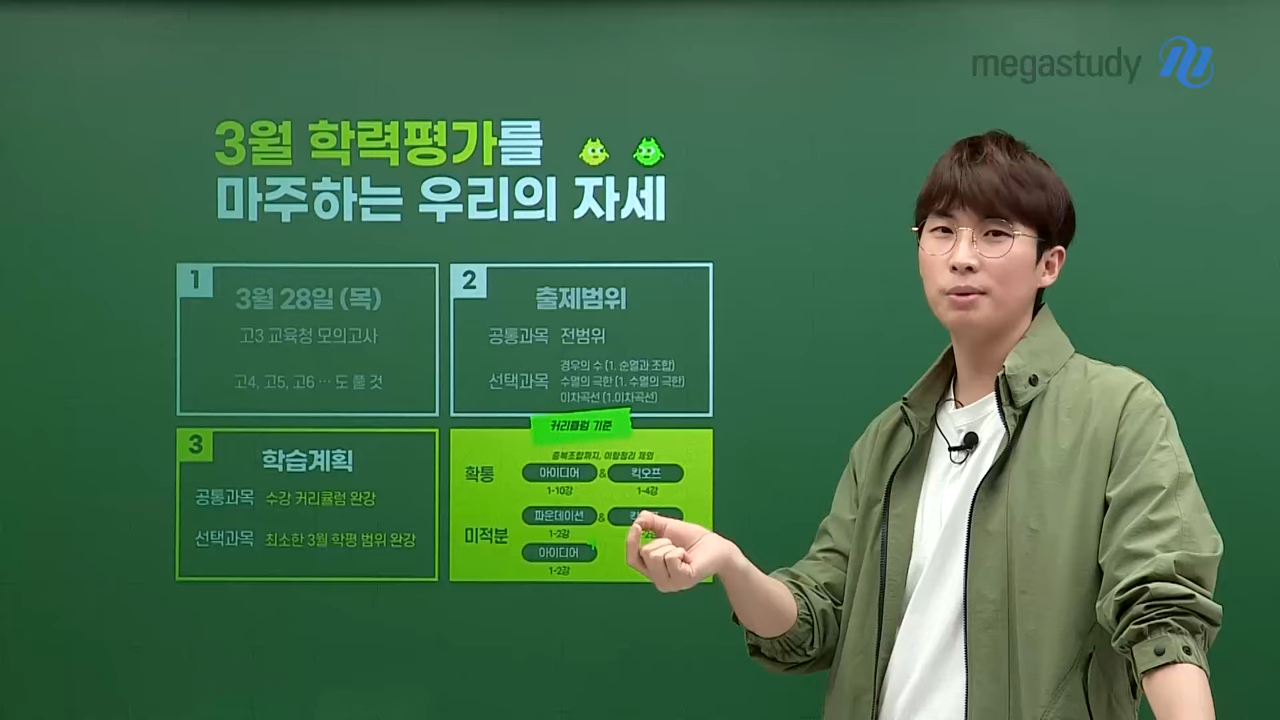 megastudy
3월 학력평가를
마주하는 우리의 자세
1
3월 28일 (목)
고3 교육청 모의고사
고4, 고5, 고6 … 도 풀 것
2
출제범위
공통과목 전범위
선택과목
경우의 수 (1. 순열과 조합)
수열의 극한 (1. 수열의 극한)
이차곡선 (1.이차곡선)
3
학습계획
공통과목 수강 커리큘럼 완강
선택과목 최소한 3월 학평 범위 완강
커리큘럼 기준
중복조합까지, 이항정리 제외
확통 아이디어 & 킥오프
1-10강 1-4강
미적분 파운데이션 &
1-2강
아이디어
1-2강